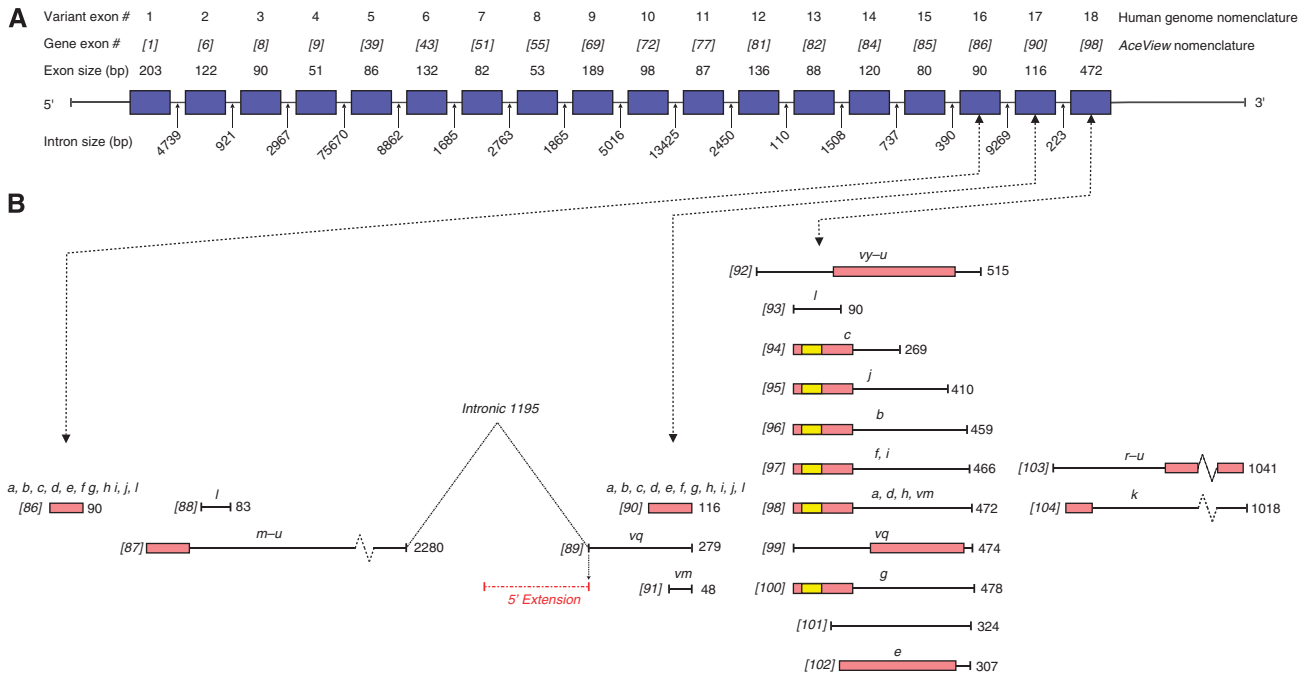 A
Variant exon # 1 2 3 4 5 6 7 8 9 10 11 12 13 14 15 16 17 18 Human genome nomenclature
Gene exon # [1] [6] [8] [9] [39] [43] [51] [55] [69] [72] [77] [81] [82] [84] [85] [86] [90] [98] AceView nomenclature
Exon size (bp) 203 122 90 51 86 132 82 53 189 98 87 136 88 120 80 90 116 472
5' 3'
Intron size (bp) 4739 921 2967 75670 8862 1685 2763 1865 5016 13425 2450 110 1508 737 390 9269 223
B
vy–u
[92] 515
l
[93] 90
c
[94] 269
j
[95] 410
Intronic 1195
b
[96] 459
f, i
[97] 466
r–u
[103] 1041
a, b, c, d, e, f g, h i, j, l
[86] 90
l
[88] 83
a, b, c, d, e, f, g, h, i, j, l
[90] 116
a, d, h, vm
[98] 472
k
[104] 1018
m–u
[87] 2280
vq
[89] 279
vq
[99] 474
5' Extension
vm
[91] 48
g
[100] 478
[101] 324
e
[102] 307